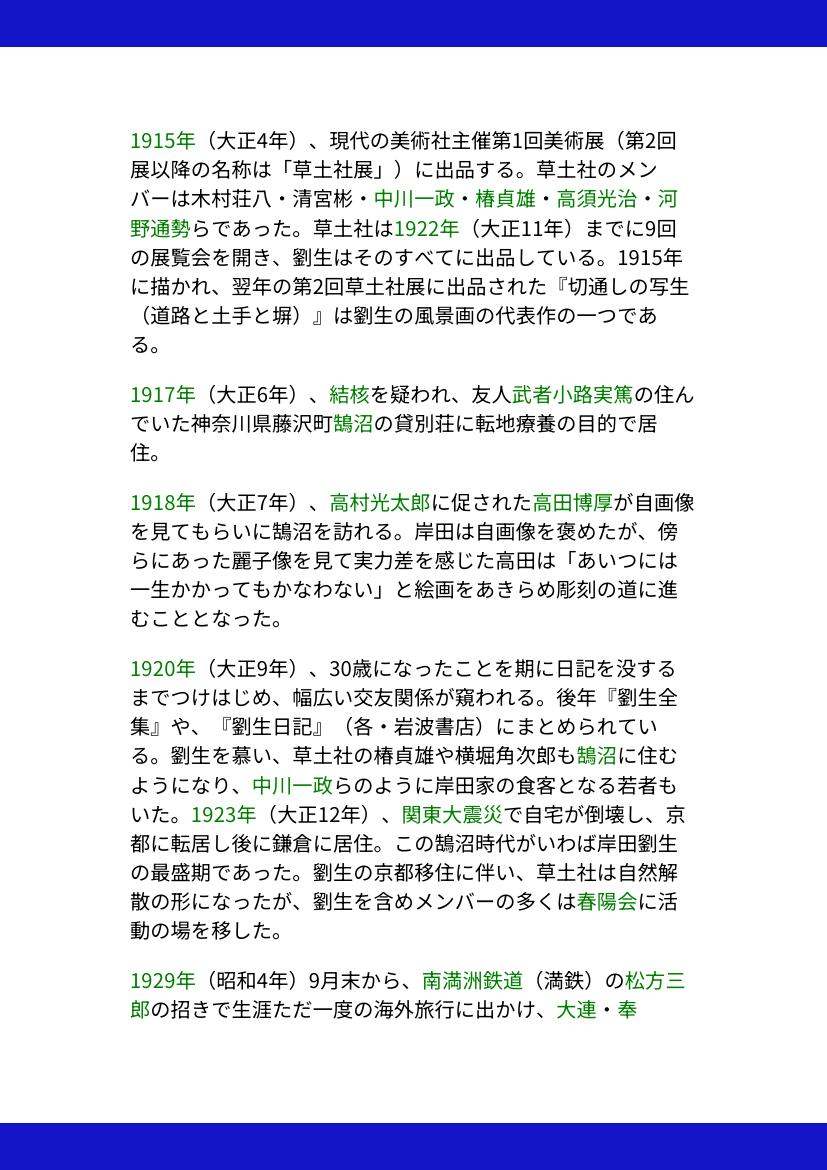 1915年（大正4年）、現代の美術社主催第1回美術展（第2回
展以降の名称は「草土社展」）に出品する。草土社のメン
バーは木村荘八・清宮彬・中川一政・椿貞雄・高須光治・河
野通勢らであった。草土社は1922年（大正11年）までに9回
の展覧会を開き、劉生はそのすべてに出品している。1915年
に描かれ、翌年の第2回草土社展に出品された『切通しの写生
（道路と土手と塀）』は劉生の風景画の代表作の一つであ
る。
1917年（大正6年）、結核を疑われ、友人武者小路実篤の住ん
でいた神奈川県藤沢町鵠沼の貸別荘に転地療養の目的で居
住。
1918年（大正7年）、高村光太郎に促された高田博厚が自画像
を見てもらいに鵠沼を訪れる。岸田は自画像を褒めたが、傍
らにあった麗子像を見て実力差を感じた高田は「あいつには
一生かかってもかなわない」と絵画をあきらめ彫刻の道に進
むこととなった。
1920年（大正9年）、30歳になったことを期に日記を没する
までつけはじめ、幅広い交友関係が窺われる。後年『劉生全
集』や、『劉生日記』（各・岩波書店）にまとめられてい
る。劉生を慕い、草土社の椿貞雄や横堀角次郎も鵠沼に住む
ようになり、中川一政らのように岸田家の食客となる若者も
いた。1923年（大正12年）、関東大震災で自宅が倒壊し、京
都に転居し後に鎌倉に居住。この鵠沼時代がいわば岸田劉生
の最盛期であった。劉生の京都移住に伴い、草土社は自然解
散の形になったが、劉生を含めメンバーの多くは春陽会に活
動の場を移した。
1929年（昭和4年）9月末から、南満洲鉄道（満鉄）の松方三
郎の招きで生涯ただ一度の海外旅行に出かけ、大連・奉